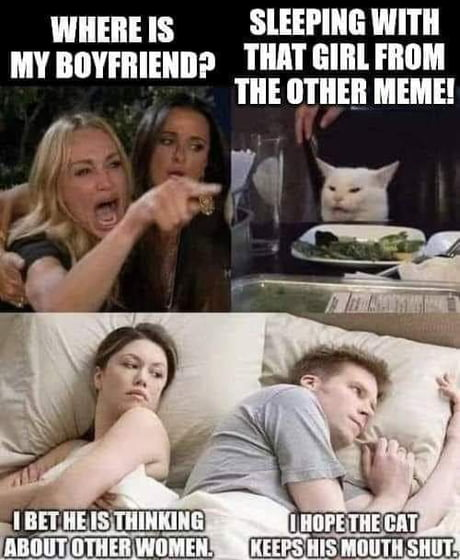 WHERE IS
MY BOYFRIEND?
SLEEPING WITH
THAT GIRL FROM
THE OTHER MEME!
I BET HE IS THINKING
ABOUT OTHER WOMEN.
I HOPE THE CAT
KEEPS HIS MOUTH SHUT.